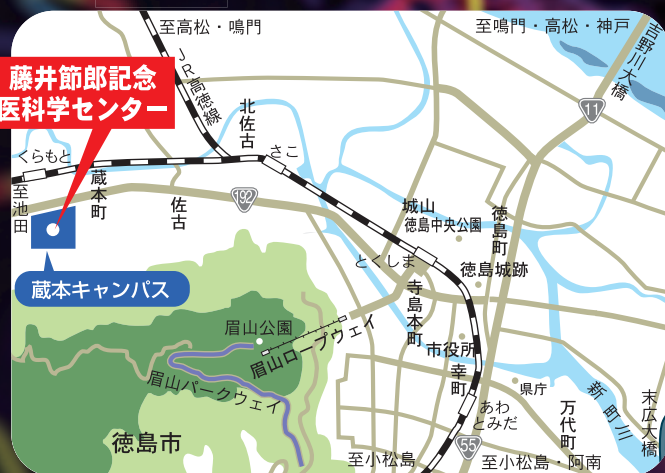 至高松・鳴門
至鳴門・高松・神戸
吉野川大橋
JR高徳線
藤井節郎記念
医科学センター
11
北佐古
くらもと
さこ
至池田
蔵本町
佐古
192
城山
徳島中央公園
徳島町
とくしま
徳島城跡
蔵本キャンパス
寺島本町
眉山公園
眉山ロープウェイ
市役所
幸町
眉山パークウェイ
県庁
新町川
末広大橋
あわ
とみだ
万代町
徳島市
55
至小松島
至小松島・阿南